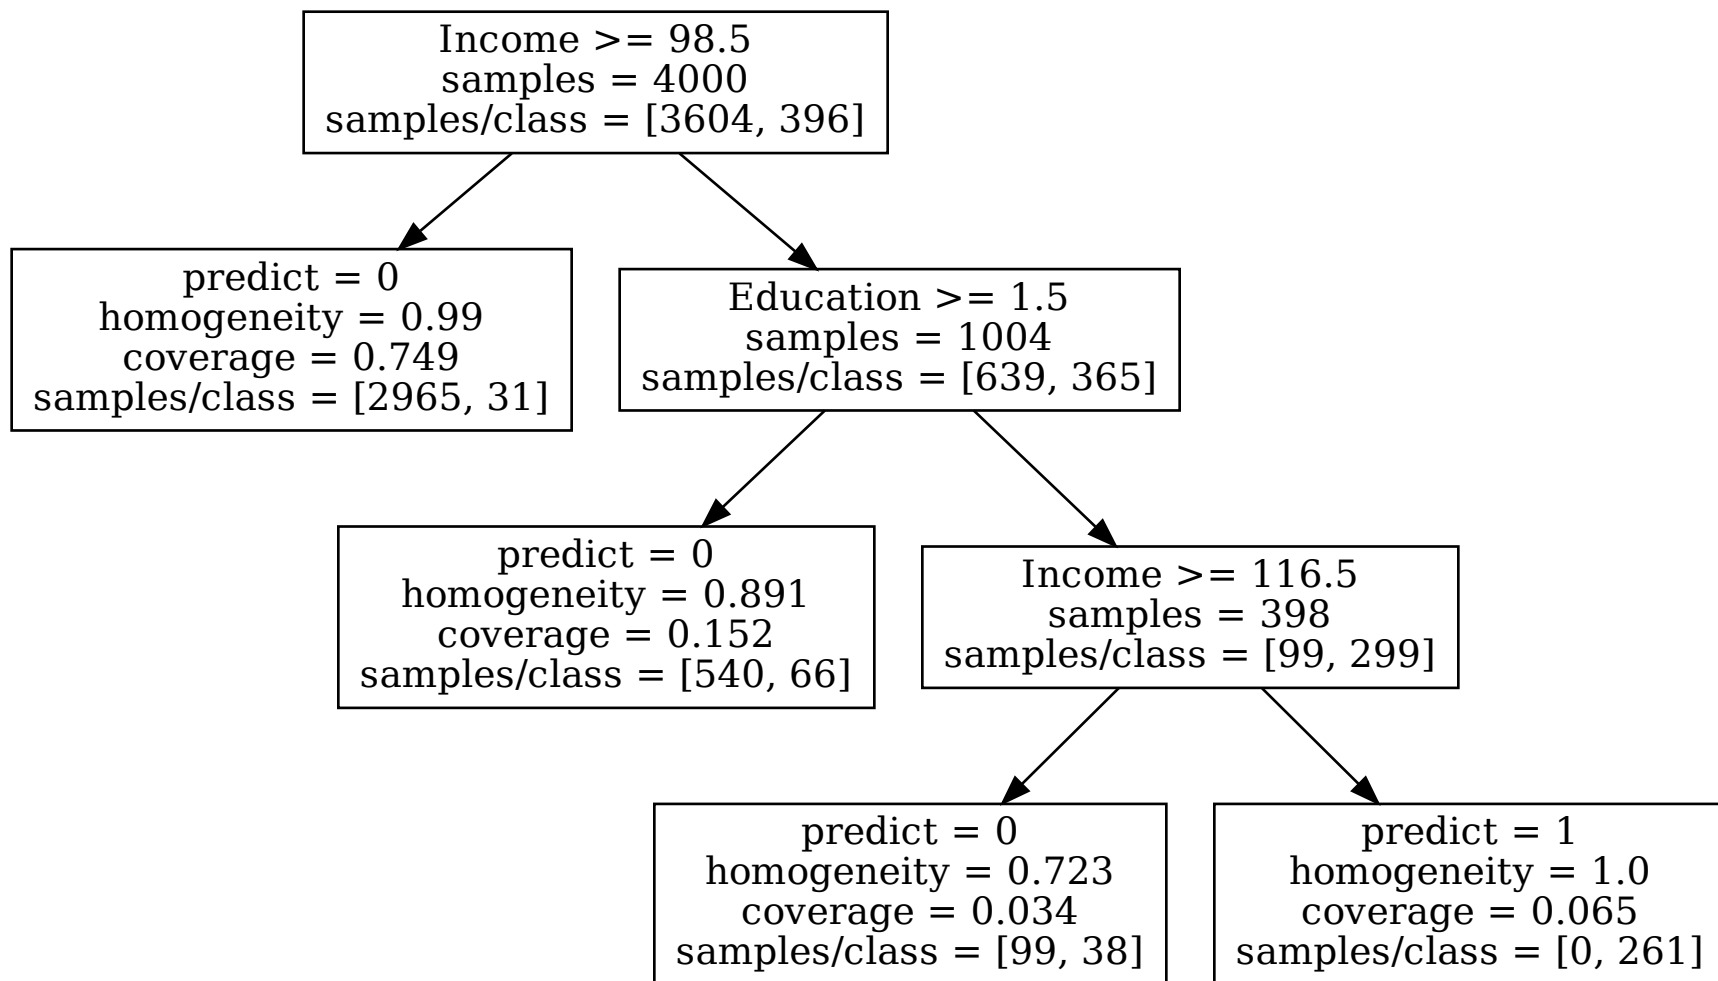 Income >= 98.5
samples = 4000
samples/class = [3604, 396]
predict = 0
homogeneity = 0.99
coverage = 0.749
samples/class = [2965, 31]
Education >= 1.5
samples = 1004
samples/class = [639, 365]
predict = 0
homogeneity = 0.891
coverage = 0.152
samples/class = [540, 66]
Income >= 116.5
samples = 398
samples/class = [99, 299]
predict = 0
homogeneity = 0.723
coverage = 0.034
samples/class = [99, 38]
predict = 1
homogeneity = 1.0
coverage = 0.065
samples/class = [0, 261]